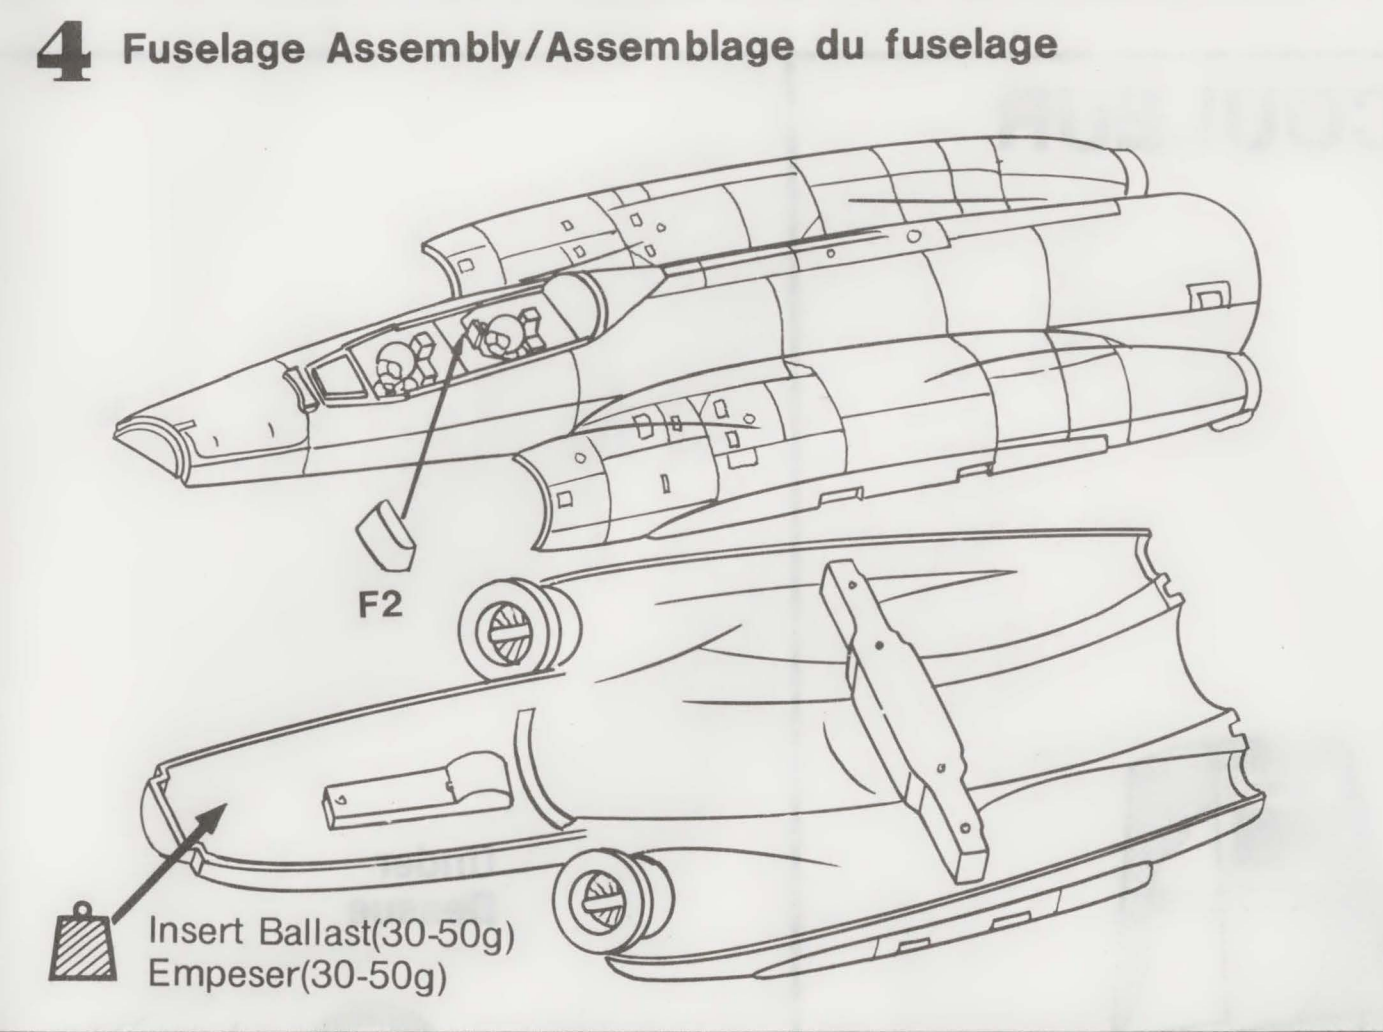 4 Fuselage Assembly/Assemblage du fuselage
F2
Insert Ballast(30-50g)
Empeser(30-50g)